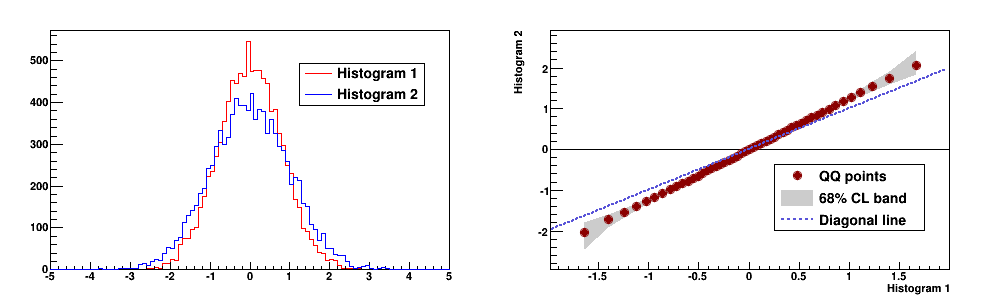 500
400
300
200
100
0
-5 -4 -3 -2 -1 0 1 2 3 4 5
Histogram 1
Histogram 2
Histogram 2
2
1
0
-1
-2
-1.5 -1 -0.5 0 0.5 1 1.5
Histogram 1
QQ points
68% CL band
Diagonal line